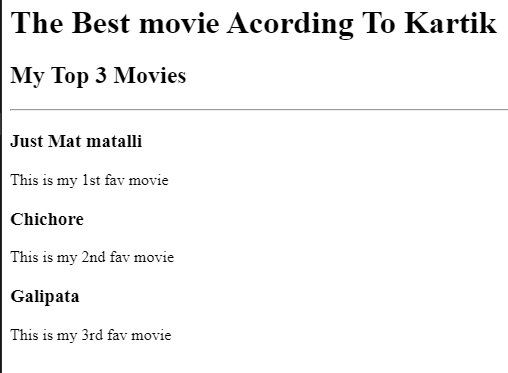 The Best movie Acording To Kartik
My Top 3 Movies
Just Mat matalli
This is my 1st fav movie
Chichore
This is my 2nd fav movie
Galipata
This is my 3rd fav movie